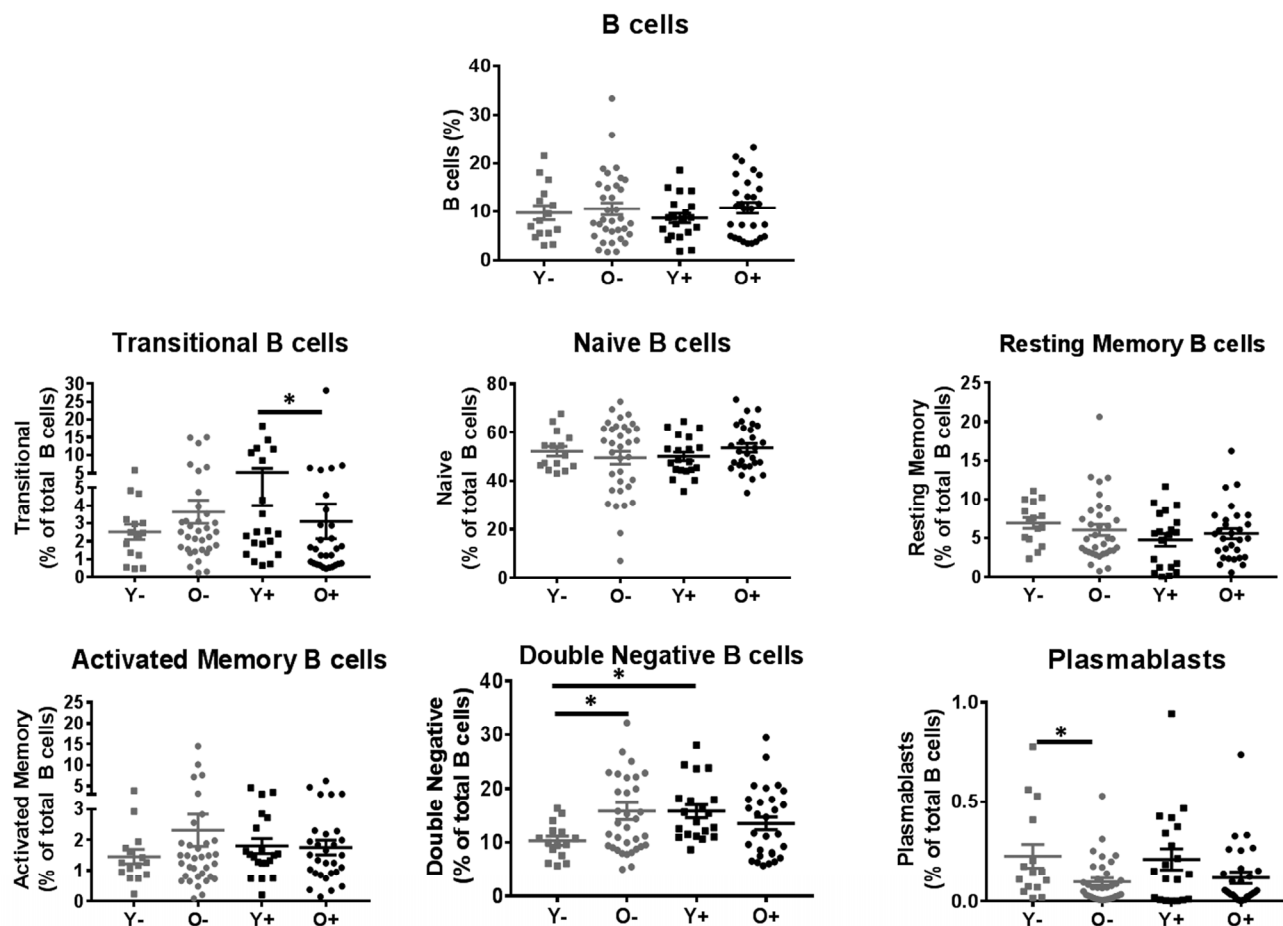 B cells
B cells (%)
40
30
20
10
0
Y- O- Y+ O+
Transitional B cells
Transitional
(% of total B cells)
30
25
20
15
10
5
5
4
3
2
1
0
*
Y- O- Y+ O+
Naive B cells
Naive
(% of total B cells)
80
60
40
20
0
Y- O- Y+ O+
Resting Memory B cells
Resting Memory
(% of total B cells)
25
20
15
10
5
0
Y- O- Y+ O+
Activated Memory B cells
Activated Memory
(% of total B cells)
25
20
15
10
5
3
2
1
0
Y- O- Y+ O+
Double Negative B cells
Double Negative
(% of total B cells)
40
30
20
10
0
*
*
Y- O- Y+ O+
Plasmablasts
Plasmablasts
(% of total B cells)
1.0
0.5
0.0
*
Y- O- Y+ O+